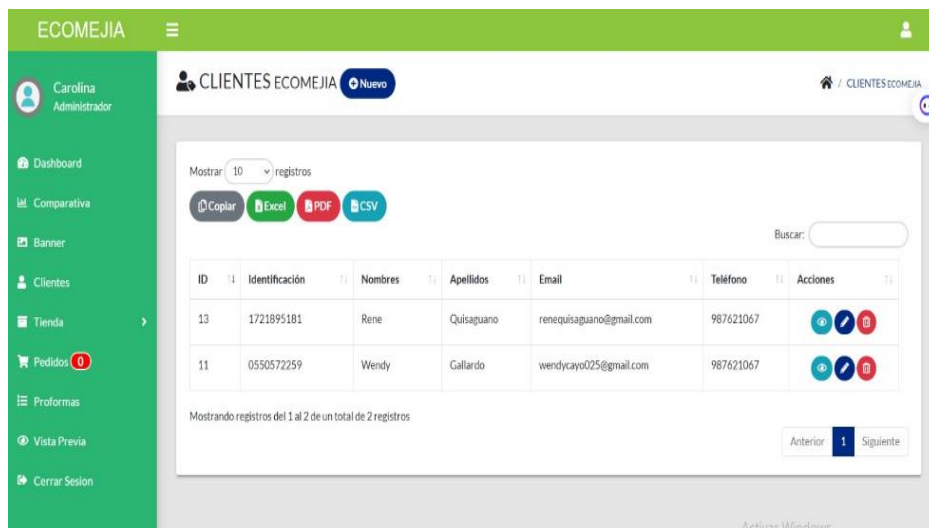 ECOMEJIA
Carolina
Administrador
Dashboard
Comparativa
Banner
Clientes
Tienda
Pedidos 0
Proformas
Vista Previa
Cerrar Sesion
CLIENTES ECOMEJIA Nuevo
/ CLIENTES ECOMEJIA
Mostrar 10 registros
Copiar Excel PDF CSV
Buscar:
ID Identificación Nombres Apellidos Email Teléfono Acciones
13 1721895181 Rene Quisaguano renequisaguano@gmail.com 987621067
11 0550572259 Wendy Gallardo wendycayo025@gmail.com 987621067
Mostrando registros del 1 al 2 de un total de 2 registros
Anterior 1 Siguiente
Activar Windows